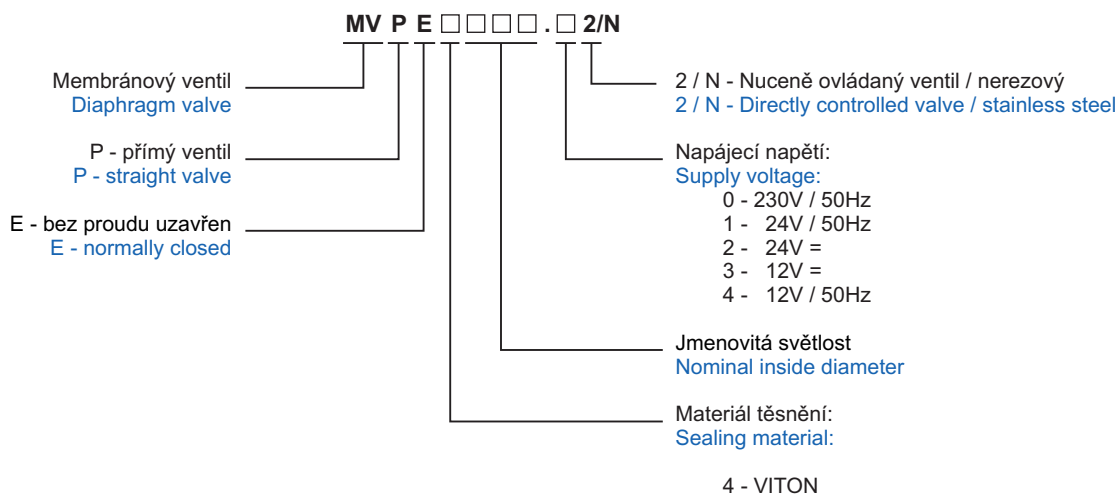 MV P E □ □ □ □ . □ 2/N
Membránový ventil
Diaphragm valve
P - přímý ventil
P - straight valve
E - bez proudu uzavřen
E - normally closed
2 / N - Nuceně ovládaný ventil / nerezový
2 / N - Directly controlled valve / stainless steel
Napájecí napětí:
Supply voltage:
0 - 230V / 50Hz
1 - 24V / 50Hz
2 - 24V =
3 - 12V =
4 - 12V / 50Hz
Jmenovitá světlost
Nominal inside diameter
Materiál těsnění:
Sealing material:
4 - VITON